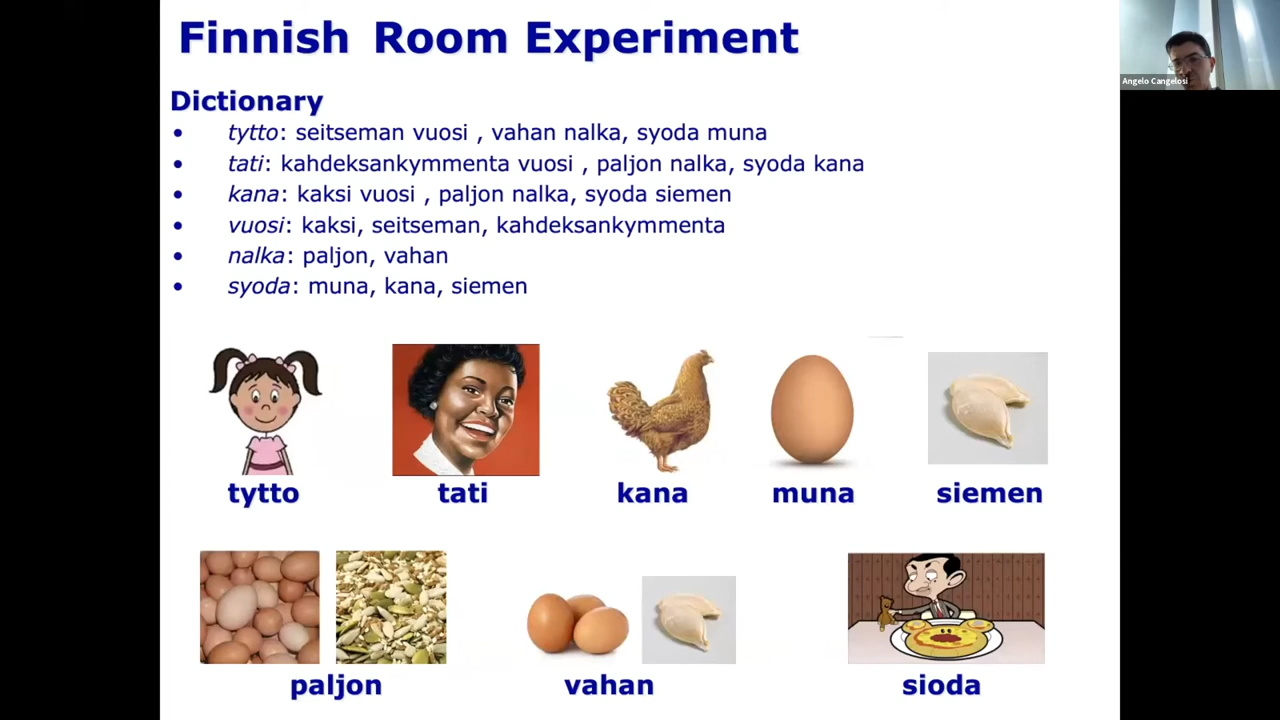 Finnish Room Experiment
Angelo Cangelosi
Dictionary
• tytto: seitseman vuosi , vahan nalka, syoda muna
• tati: kahdeksankymmenta vuosi , paljon nalka, syoda kana
• kana: kaksi vuosi , paljon nalka, syoda siemen
• vuosi: kaksi, seitseman, kahdeksankymmenta
• nalka: paljon, vahan
• syoda: muna, kana, siemen
tytto tati kana muna siemen
paljon vahan sioda